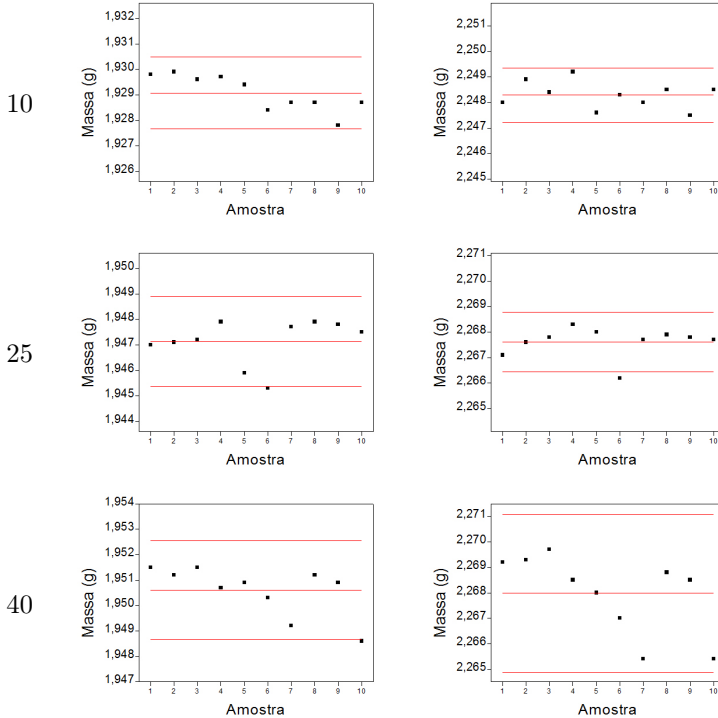 10
Massa (g)
1,932
1,931
1,930
1,929
1,928
1,927
1,926
1 2 3 4 5 6 7 8 9 10
Amostra
Massa (g)
2,251
2,250
2,249
2,248
2,247
2,246
2,245
1 2 3 4 5 6 7 8 9 10
Amostra
25
Massa (g)
1,950
1,949
1,948
1,947
1,946
1,945
1,944
1 2 3 4 5 6 7 8 9 10
Amostra
Massa (g)
2,271
2,270
2,269
2,268
2,267
2,266
2,265
1 2 3 4 5 6 7 8 9 10
Amostra
40
Massa (g)
1,954
1,953
1,952
1,951
1,950
1,949
1,948
1,947
1 2 3 4 5 6 7 8 9 10
Amostra
Massa (g)
2,271
2,270
2,269
2,268
2,267
2,266
2,265
1 2 3 4 5 6 7 8 9 10
Amostra